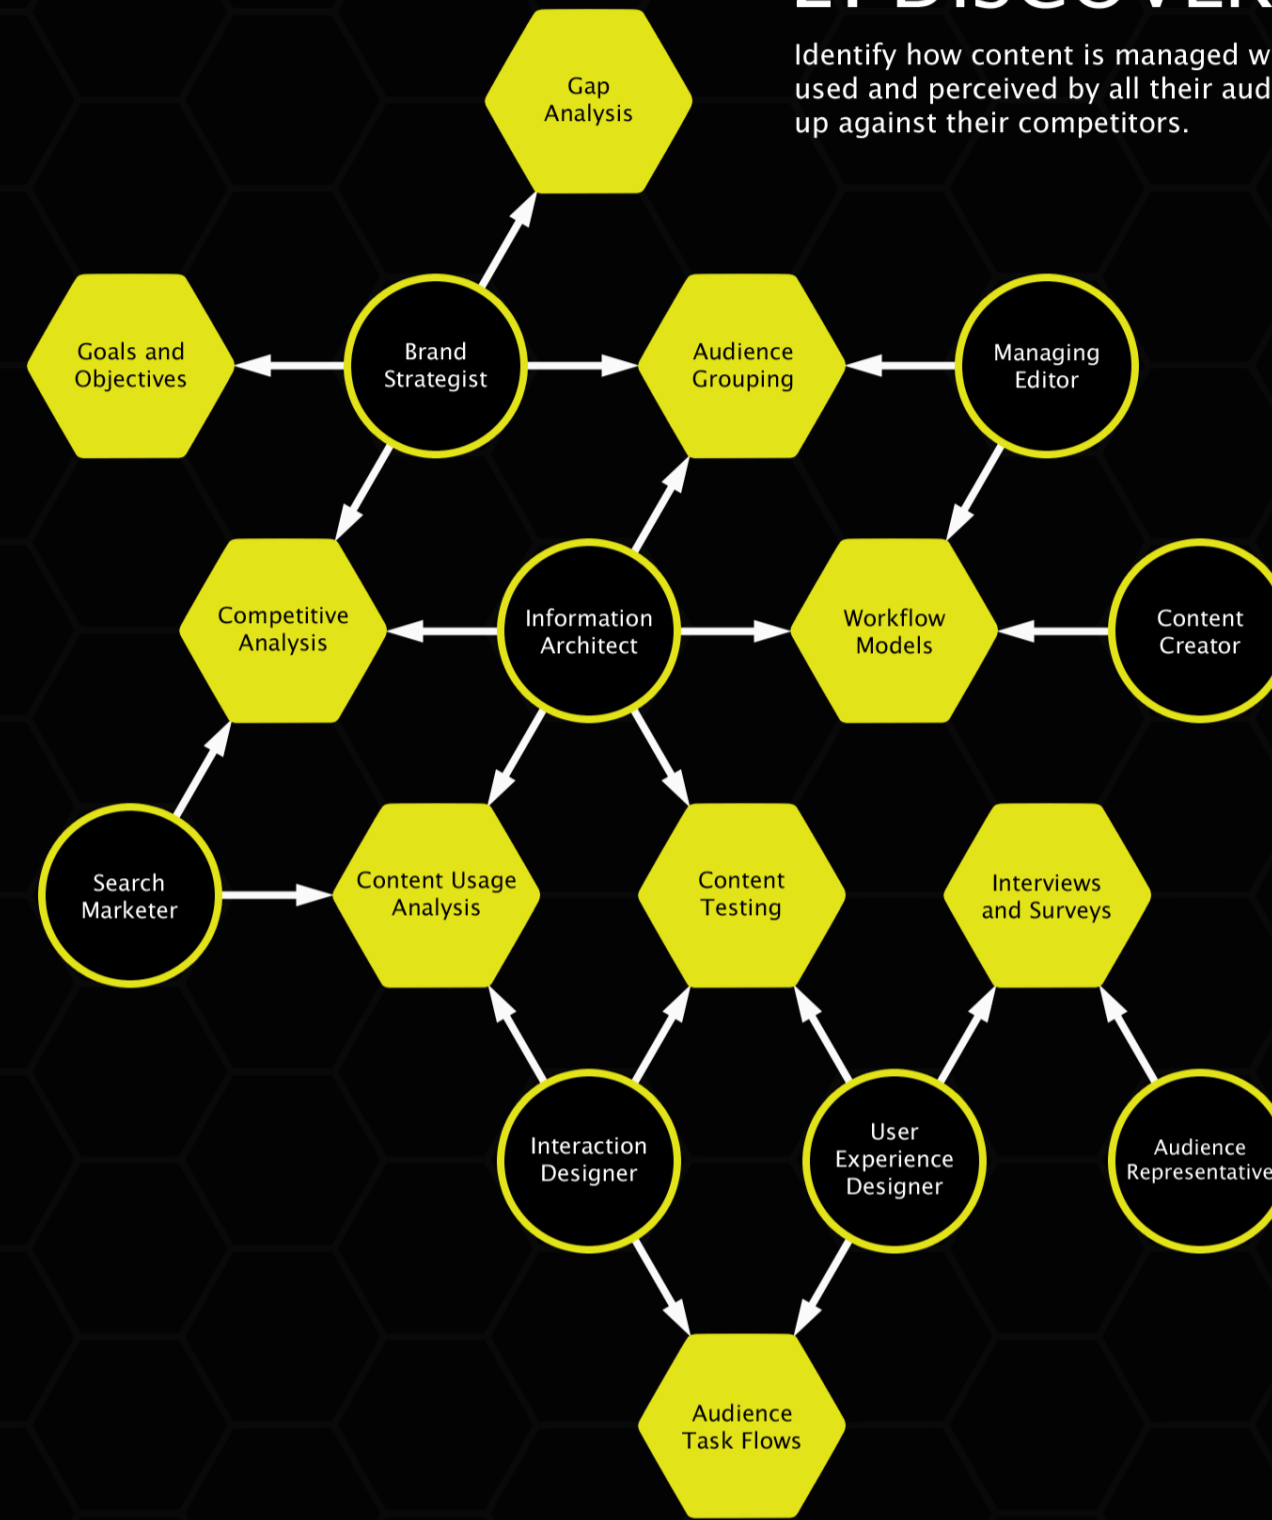 DISCOVER
Identify how content is managed
used and perceived by all their
up against their competitors.
Gap
Analysis
Goals and
Objectives
Brand
Strategist
Audience
Grouping
Managing
Editor
Competitive
Analysis
Information
Architect
Workflow
Models
Content
Creator
Search
Marketer
Content Usage
Analysis
Content
Testing
Interviews
and Surveys
Interaction
Designer
User
Experience
Designer
Audience
Representative
Audience
Task Flows